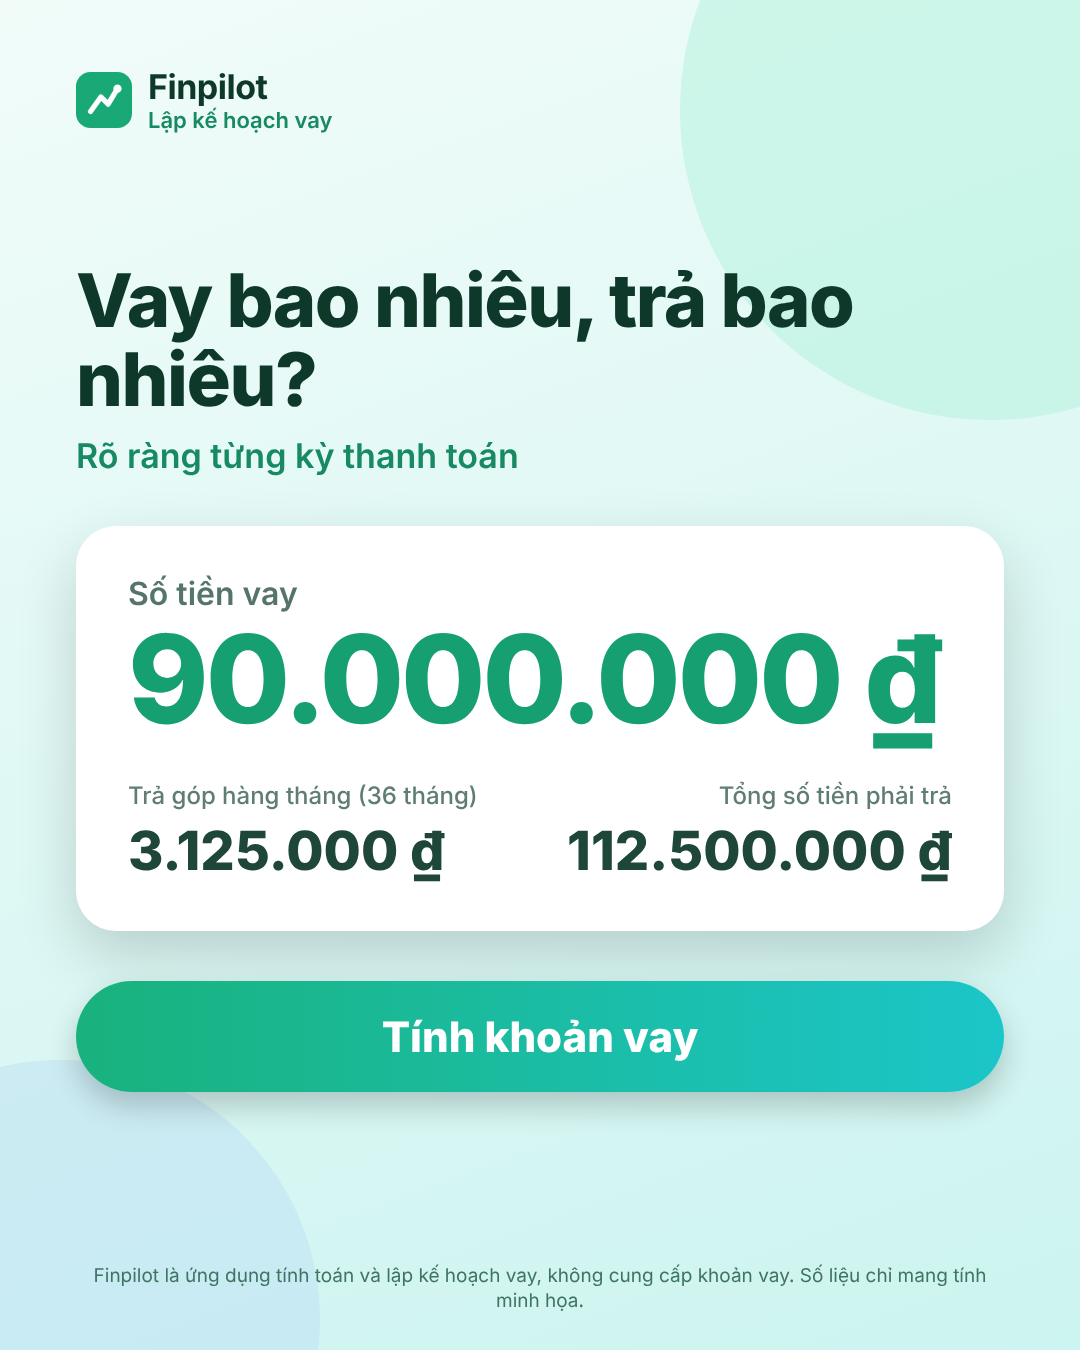 Finpilot
Lập kế hoạch vay
Vay bao nhiêu, trả bao
nhiêu?
Rõ ràng từng kỳ thanh toán
Số tiền vay
90.000.000 ₫
Trả góp hàng tháng (36 tháng)
3.125.000 ₫
Tổng số tiền phải trả
112.500.000 ₫
Tính khoản vay
Finpilot là ứng dụng tính toán và lập kế hoạch vay, không cung cấp khoản vay. Số liệu chỉ mang tính
minh họa.